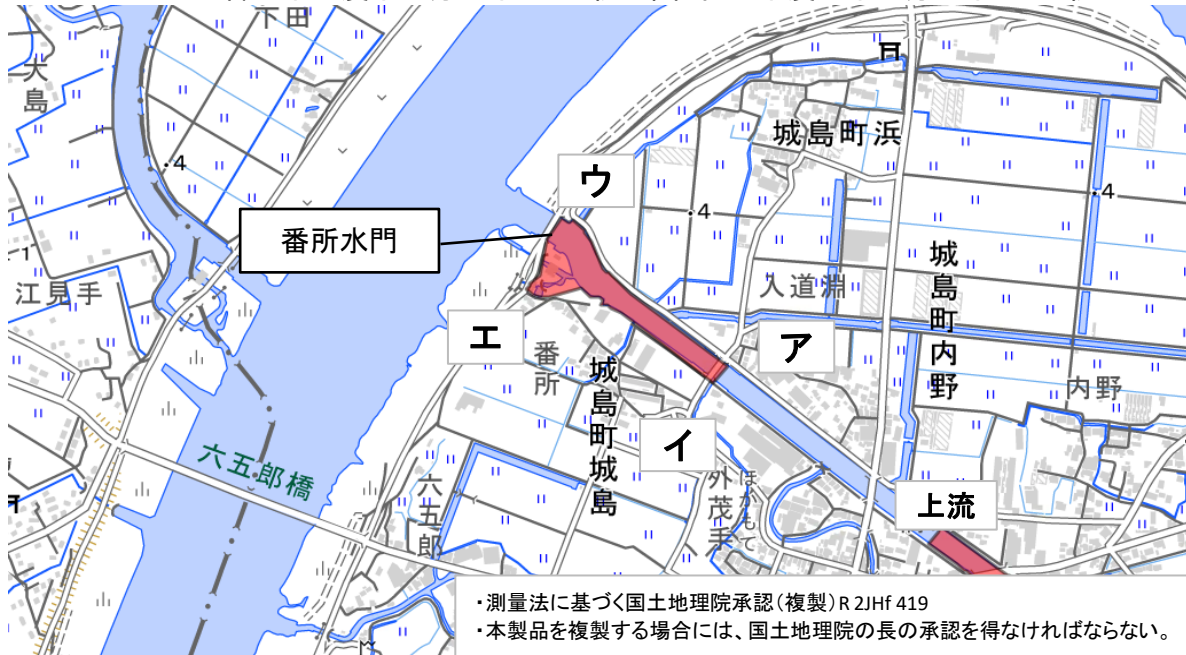 下田
大島
城島町浜
ウ
・4
・4
番所水門
・4
城島町内野
江見手
入道淵
エ
ア
番所
城島町城島
内野
イ
六五郎橋
外茂手
ほかもて
上流
六五郎
・測量法に基づく国土地理院承認(複製)R 2JHf 419
・本製品を複製する場合には、国土地理院の長の承認を得なければならない。